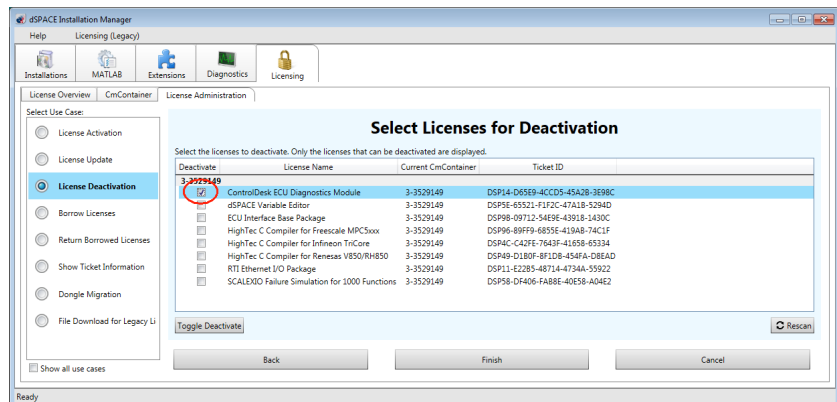 dSPACE Installation Manager
Help Licensing (Legacy)
Installations MATLAB Extensions Diagnostics Licensing
License Overview CmContainer License Administration
Select Use Case:
License Activation
License Update
License Deactivation
Borrow Licenses
Return Borrowed Licenses
Show Ticket Information
Dongle Migration
File Download for Legacy Li
Show all use cases
Select Licenses for Deactivation
Select the licenses to deactivate. Only the licenses that can be deactivated are displayed.
Deactivate License Name Current CmContainer Ticket ID
3-3529149
ControlDesk ECU Diagnostics Module 3-3529149 DSP14-D65E9-4CCD5-45A2B-3E98C
dSPACE Variable Editor 3-3529149 DSP5E-65521-F1F2C-47A1B-5294D
ECU Interface Base Package 3-3529149 DSP9B-09712-54E9E-43918-1430C
HighTec C Compiler for Freescale MPC5xxx 3-3529149 DSP96-89FF9-6855E-419AB-74C1F
HighTec C Compiler for Infineon TriCore 3-3529149 DSP4C-C42FE-7643F-41658-65334
HighTec C Compiler for Renesas V850/RH850 3-3529149 DSP49-D1B0F-8F1DB-454FA-D8EAD
RTI Ethernet I/O Package 3-3529149 DSP11-E22B5-48714-4734A-55922
SCALEXIO Failure Simulation for 1000 Functions 3-3529149 DSP58-DF406-FAB8E-40E58-A04E2
Toggle Deactivate Rescan
Back Finish Cancel
Ready